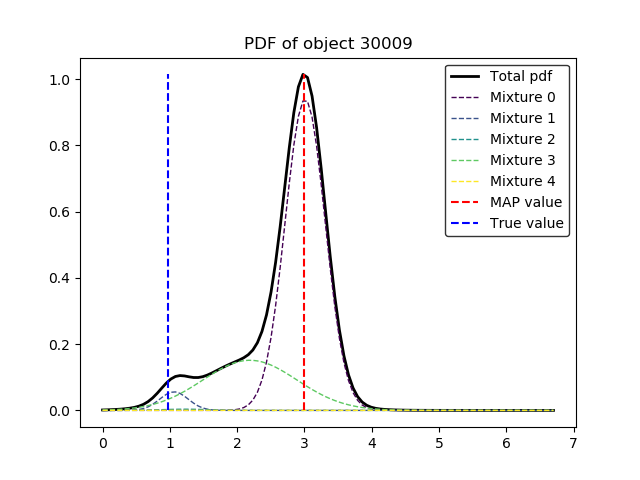 PDF of object 30009
1.0
0.8
0.6
0.4
0.2
0.0
0 1 2 3 4 5 6 7
Total pdf
Mixture 0
Mixture 1
Mixture 2
Mixture 3
Mixture 4
MAP value
True value